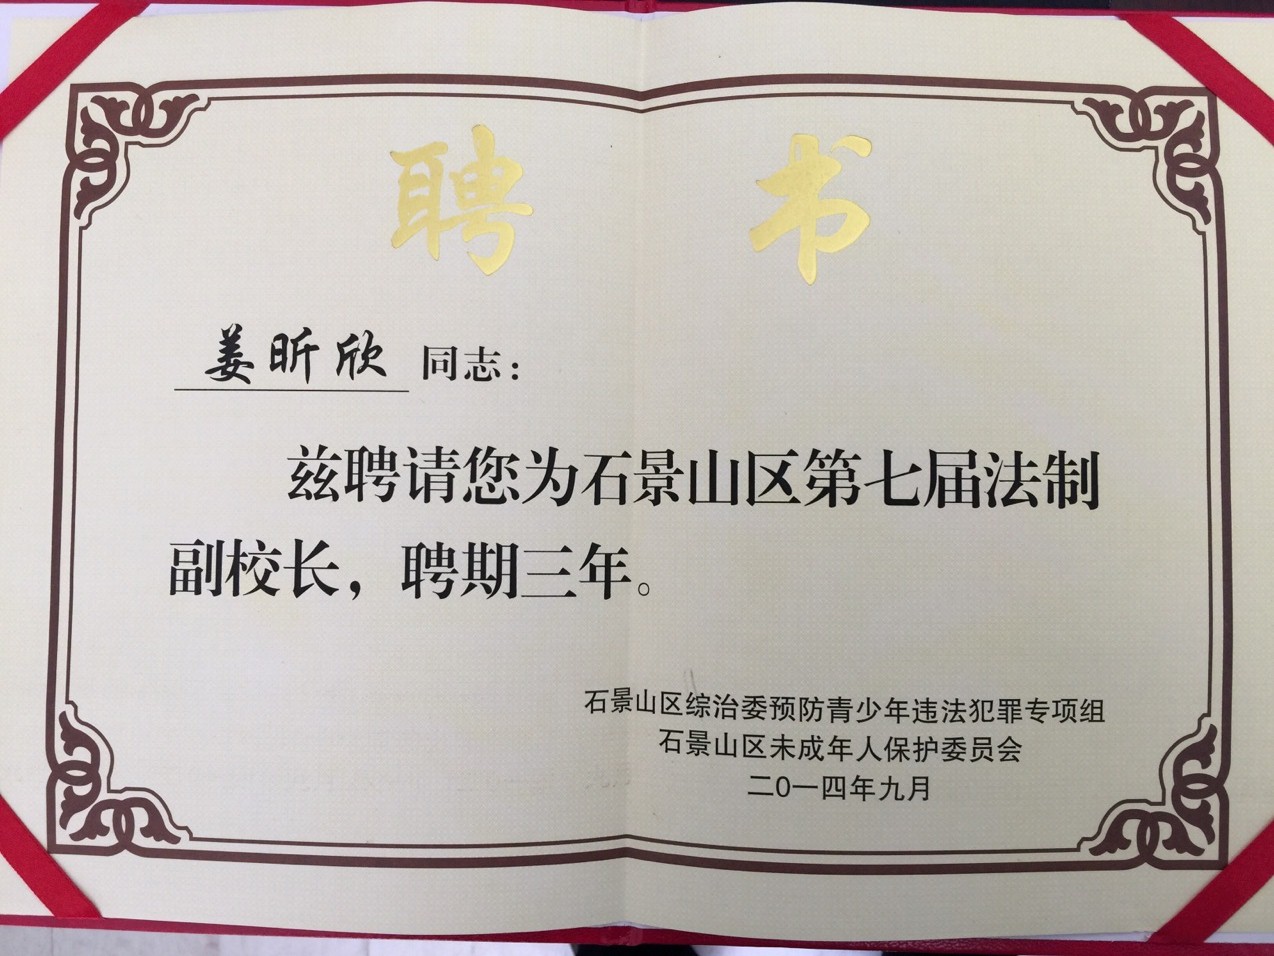 聘书
姜昕欣 同志：
兹聘请您为石景山区第七届法制
副校长，聘期三年。
石景山区综治委预防青少年违法犯罪专项组
石景山区未成年人保护委员会
二〇一四年九月